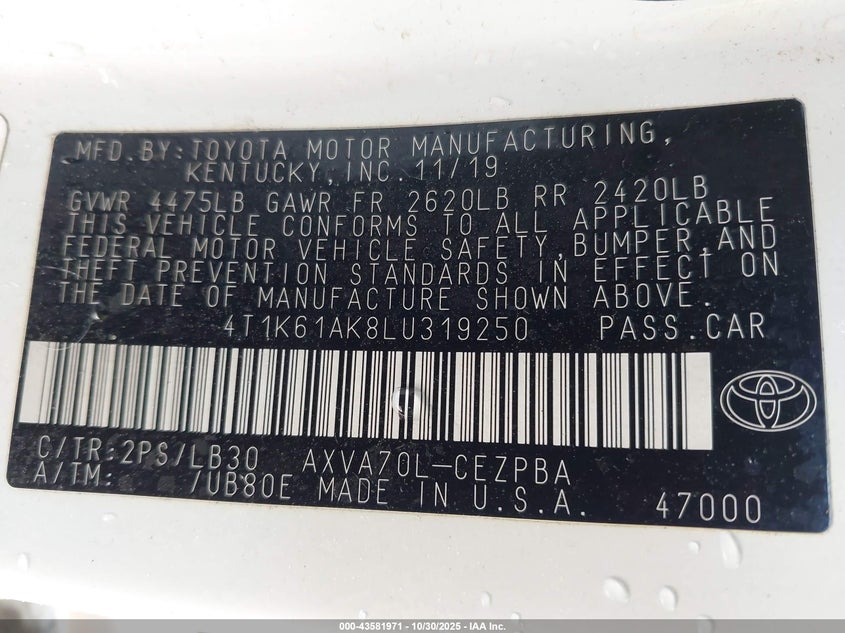 MFD. BY: TOYOTA MOTOR MANUFACTURING,
KENTUCKY, INC. 11/19
GVWR 4475LB GAWR FR 2620LB RR 2420LB
THIS VEHICLE CONFORMS TO ALL APPLICABLE
FEDERAL MOTOR VEHICLE SAFETY, BUMPER, AND
THEFT PREVENTION STANDARDS IN EFFECT ON
THE DATE OF MANUFACTURE SHOWN ABOVE.
4T1K61AK8LU319250 PASS. CAR
C/TR: 2PS/LB30 AXVA70L-CEZPBA
A/TM: /UB80E MADE IN U.S.A. 47000
000-43581971 | 10/30/2025 - IAA Inc.